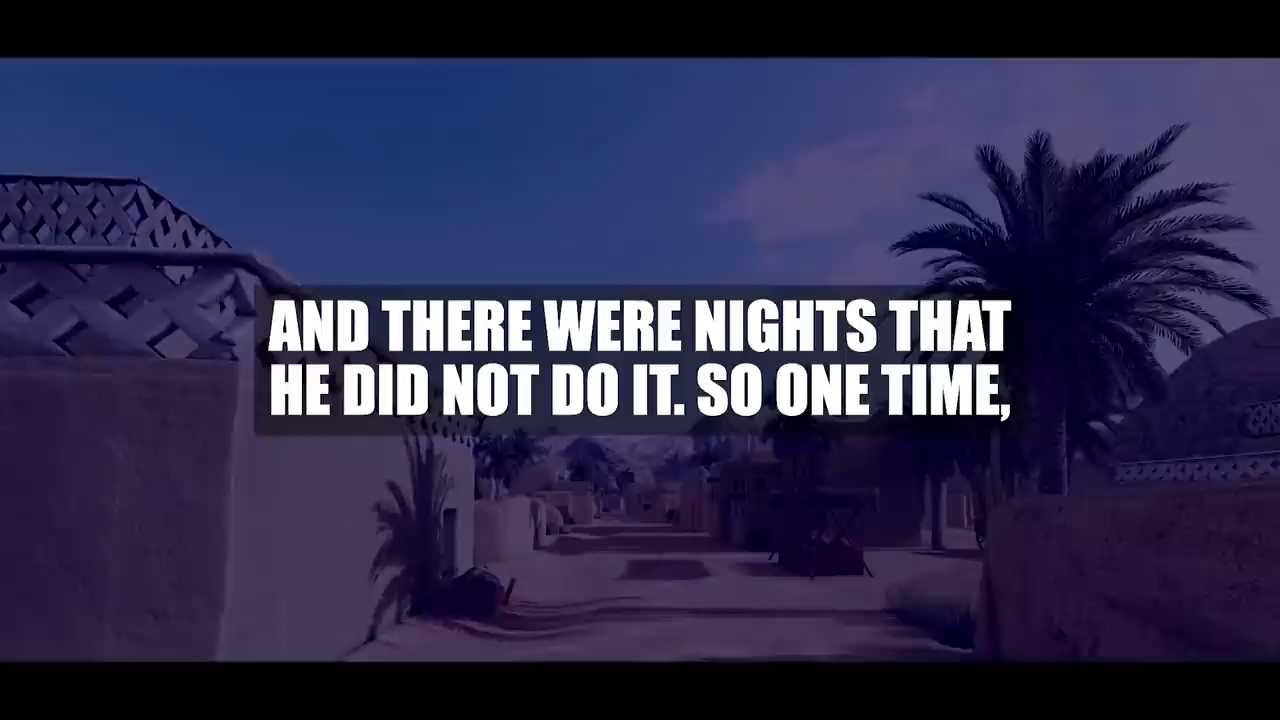 AND THERE WERE NIGHTS THAT
HE DID NOT DO IT. SO ONE TIME,